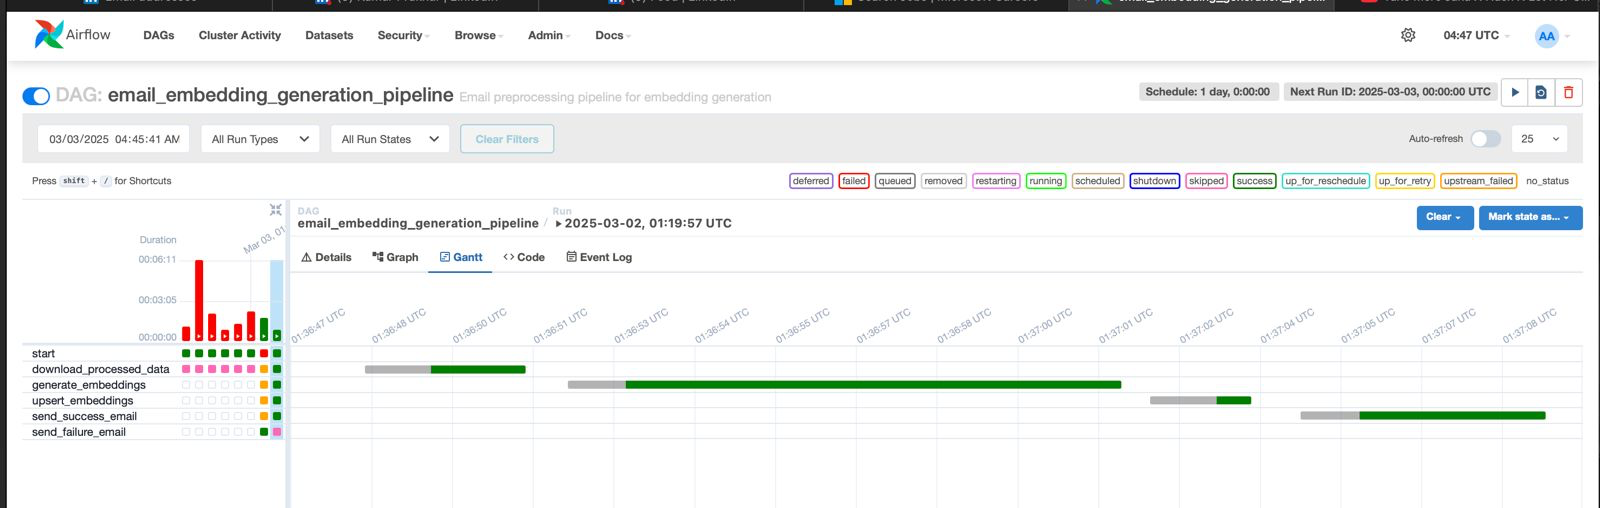 Airflow DAGs Cluster Activity Datasets Security Browse Admin Docs 04:47 UTC AA
DAG: email_embedding_generation_pipeline Email preprocessing pipeline for embedding generation Schedule: 1 day, 0:00:00 Next Run ID: 2025-03-03, 00:00:00 UTC
03/03/2025 04:45:41 AM All Run Types All Run States Clear Filters Auto-refresh 25
Press shift + / for Shortcuts deferred failed queued removed restarting running scheduled shutdown skipped success up_for_reschedule up_for_retry upstream_failed no_status
DAG Run
email_embedding_generation_pipeline / 2025-03-02, 01:19:57 UTC Clear Mark state as...
Duration Mar 03, 01
Details Graph Gantt Code Event Log
00:06:11
00:03:05
00:00:00
01:36:47 UTC 01:36:48 UTC 01:36:50 UTC 01:36:51 UTC 01:36:53 UTC 01:36:54 UTC 01:36:55 UTC 01:36:57 UTC 01:36:58 UTC 01:37:00 UTC 01:37:01 UTC 01:37:02 UTC 01:37:04 UTC 01:37:05 UTC 01:37:07 UTC 01:37:08 UTC
start
download_processed_data
generate_embeddings
upsert_embeddings
send_success_email
send_failure_email